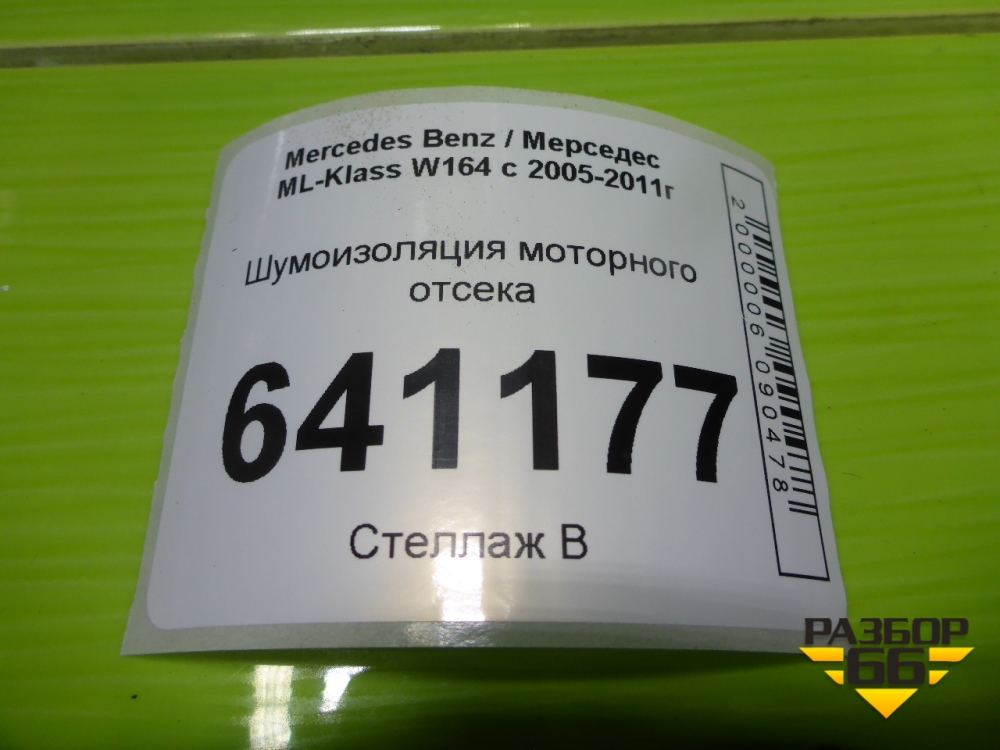 Mercedes Benz / Мерседес
ML-Klass W164 с 2005-2011г
Шумоизоляция моторного
отсека
641177
Стеллаж В
2000006090478
РАЗБОР
66